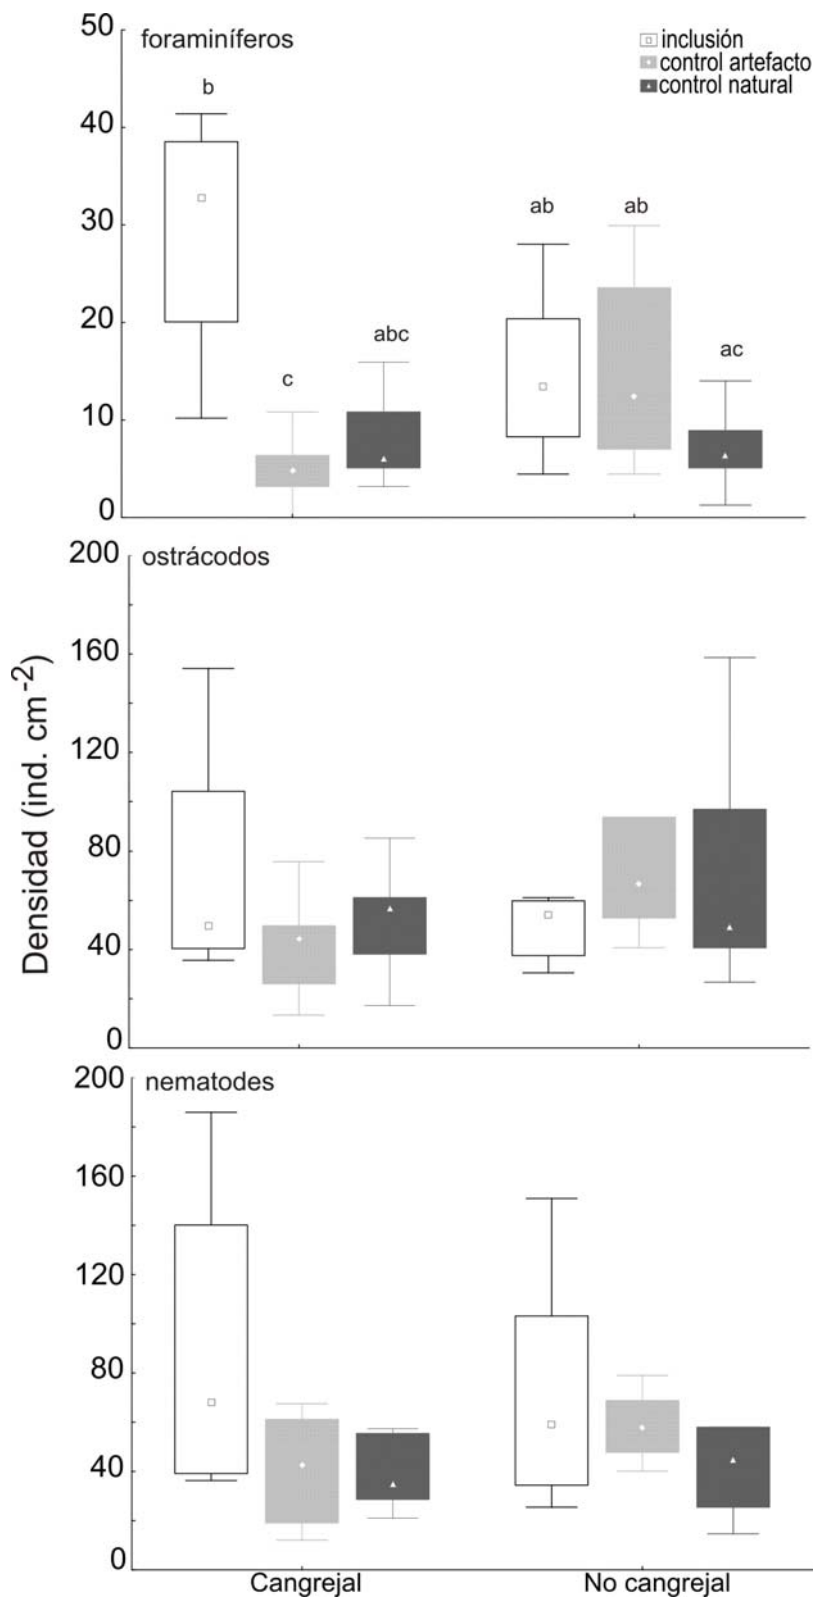 50
foraminíferos
inclusión
control artefacto
control natural
b
40
ab
ab
30
20
abc
ac
c
10
0
200
ostrácodos
160
120
80
40
0
Densidad (ind. cm-2)
200
nematodes
160
120
80
40
0
Cangrejal
No cangrejal